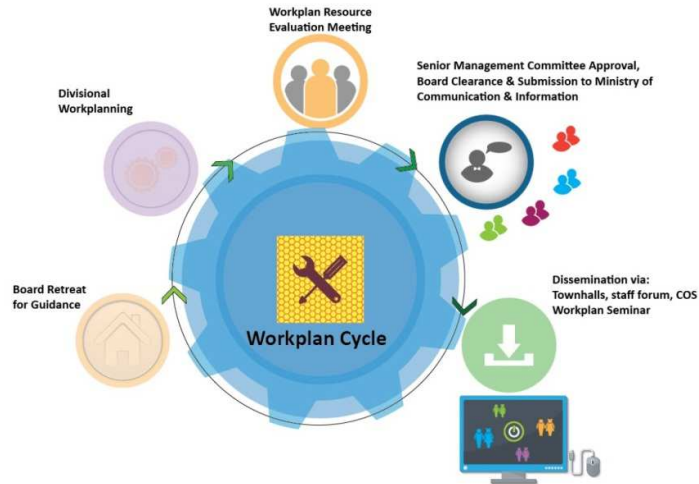 Workplan Resource
Evaluation Meeting
Senior Management Committee Approval,
Board Clearance & Submission to Ministry of
Communication & Information
Divisional
Workplanning
Board Retreat
for Guidance
Dissemination via:
Townhalls, staff forum, COS
Workplan Seminar
Workplan Cycle